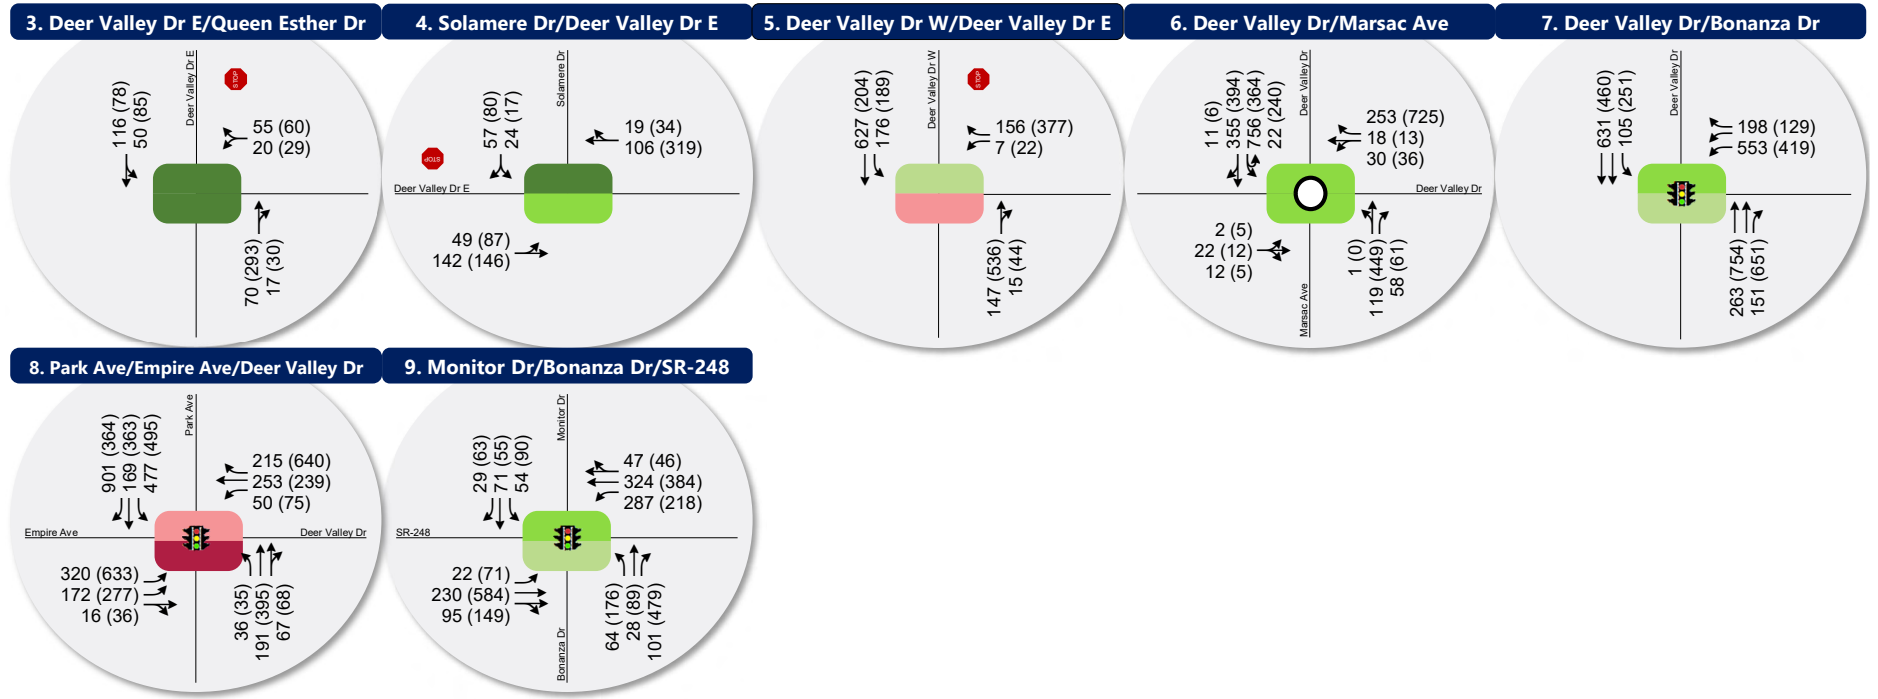 3. Deer Valley Dr E/Queen Esther Dr
116 (78)
50 (85)
Deer Valley Dr E
STOP
55 (60)
20 (29)
70 (293)
17 (30)
4. Solamere Dr/Deer Valley Dr E
57 (80)
24 (17)
Solamere Dr
STOP
19 (34)
106 (319)
Deer Valley Dr E
49 (87)
142 (146)
5. Deer Valley Dr W/Deer Valley Dr E
627 (204)
176 (189)
Deer Valley Dr W
STOP
156 (377)
7 (22)
147 (536)
15 (44)
6. Deer Valley Dr/Marsac Ave
11 (6)
355 (394)
756 (364)
22 (240)
Deer Valley Dr
253 (725)
18 (13)
30 (36)
Deer Valley Dr
2 (5)
22 (12)
12 (5)
Marsac Ave
1 (0)
119 (449)
58 (61)
7. Deer Valley Dr/Bonanza Dr
631 (460)
105 (251)
Deer Valley Dr
198 (129)
553 (419)
263 (754)
151 (651)
8. Park Ave/Empire Ave/Deer Valley Dr
901 (364)
169 (363)
477 (495)
Park Ave
215 (640)
253 (239)
50 (75)
Empire Ave
Deer Valley Dr
320 (633)
172 (277)
16 (36)
36 (35)
191 (395)
67 (68)
9. Monitor Dr/Bonanza Dr/SR-248
29 (63)
71 (55)
54 (90)
Monitor Dr
47 (46)
324 (384)
287 (218)
SR-248
22 (71)
230 (584)
95 (149)
Bonanza Dr
64 (176)
28 (89)
101 (479)